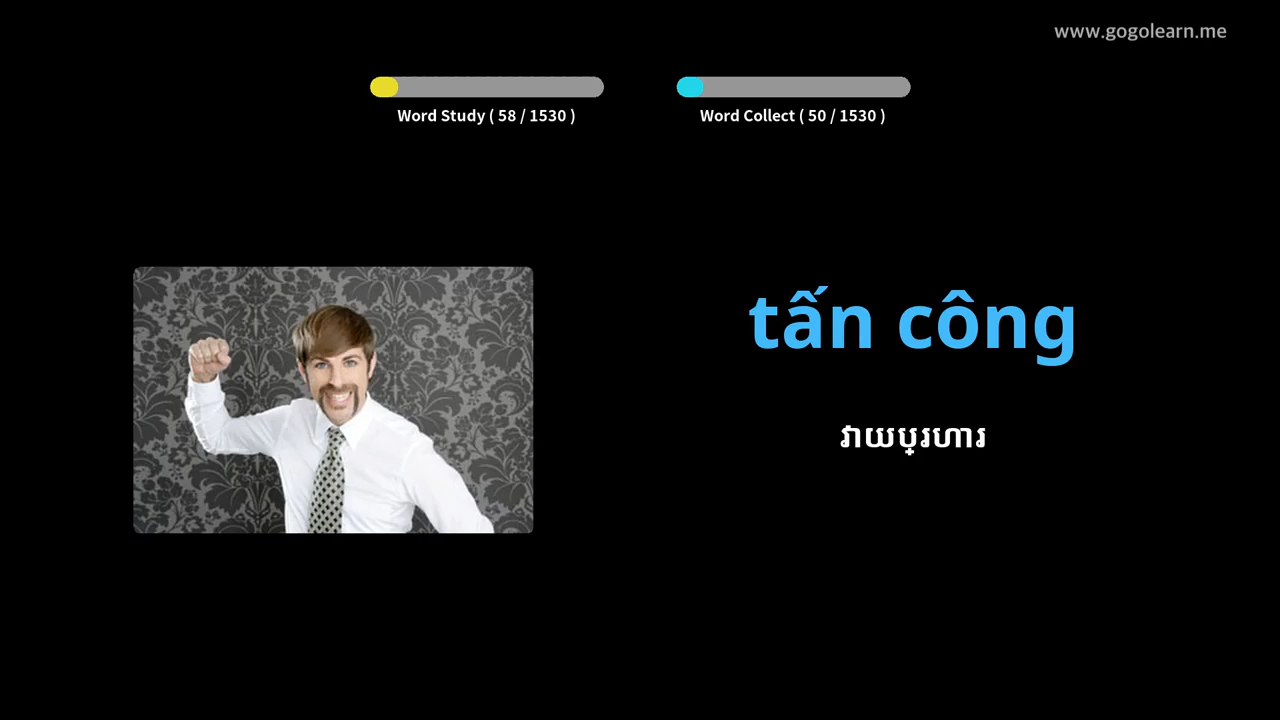 www.gogolearn.me
Word Study ( 58 / 1530 )
Word Collect ( 50 / 1530 )
tấn công
វាយប្រហារ